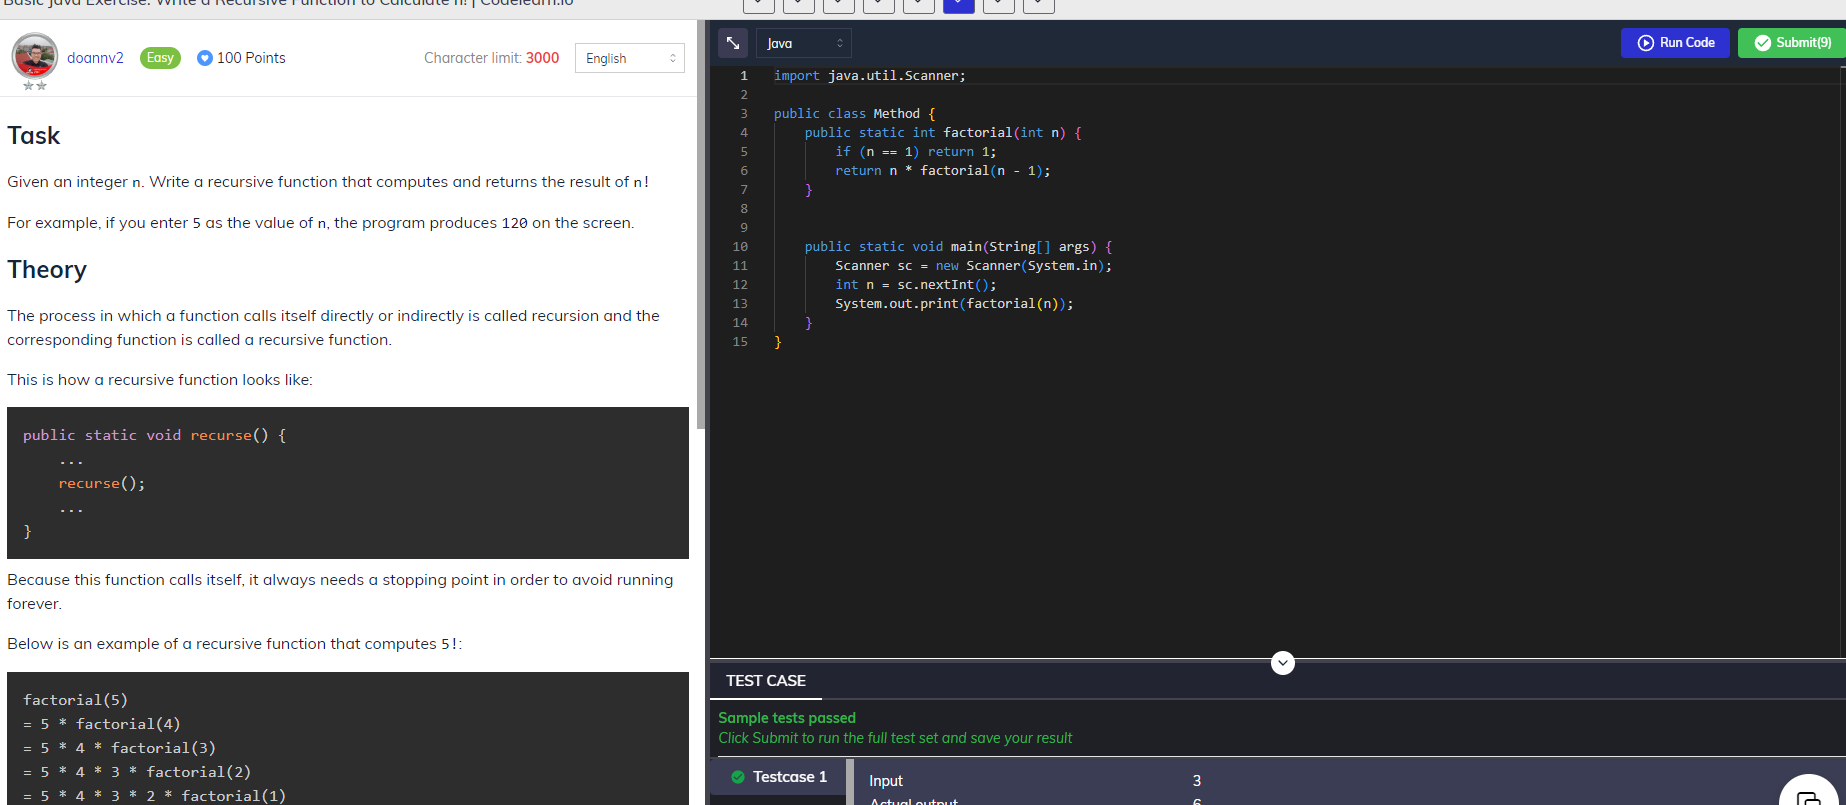 Basic Java Exercise: Write a Recursive Function to Calculate n! | Codelearn.io
doannv2 Easy 100 Points Character limit: 3000 English
Task
Given an integer n. Write a recursive function that computes and returns the result of n!
For example, if you enter 5 as the value of n, the program produces 120 on the screen.
Theory
The process in which a function calls itself directly or indirectly is called recursion and the
corresponding function is called a recursive function.
This is how a recursive function looks like:
public static void recurse() {
...
recurse();
...
}
Because this function calls itself, it always needs a stopping point in order to avoid running
forever.
Below is an example of a recursive function that computes 5!:
factorial(5)
= 5 * factorial(4)
= 5 * 4 * factorial(3)
= 5 * 4 * 3 * factorial(2)
= 5 * 4 * 3 * 2 * factorial(1)
Java Run Code Submit(9)
1 import java.util.Scanner;
2
3 public class Method {
4 public static int factorial(int n) {
5 if (n == 1) return 1;
6 return n * factorial(n - 1);
7 }
8
9
10 public static void main(String[] args) {
11 Scanner sc = new Scanner(System.in);
12 int n = sc.nextInt();
13 System.out.print(factorial(n));
14 }
15 }
TEST CASE
Sample tests passed
Click Submit to run the full test set and save your result
Testcase 1
Input 3
Actual output 6